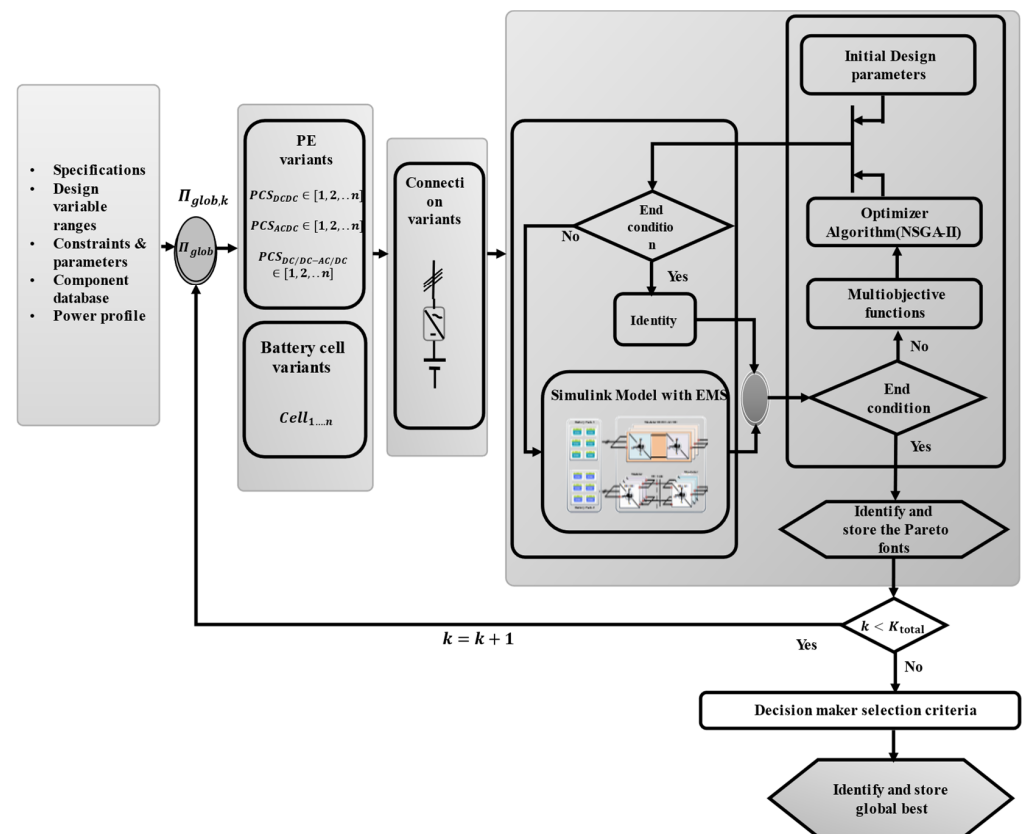 • Specifications
• Design
variable
ranges
• Constraints &
parameters
• Component
database
• Power profile
Π_glob,k
Π_glob
PE
variants
PCS_DCDC ∈ [1, 2, . . n]
PCS_ACDC ∈ [1, 2, . . n]
PCS_DC/DC−AC/DC
∈ [1, 2, . . n]
Battery cell
variants
Cell_1....n
Connecti
on
variants
End
conditio
n
No
Yes
Identity
Simulink Model with EMS
Initial Design
parameters
Optimizer
Algorithm(NSGA-II)
Multiobjective
functions
No
End
condition
Yes
Identify and
store the Pareto
fonts
k < K_total
k = k + 1
Yes
No
Decision maker selection criteria
Identify and store
global best